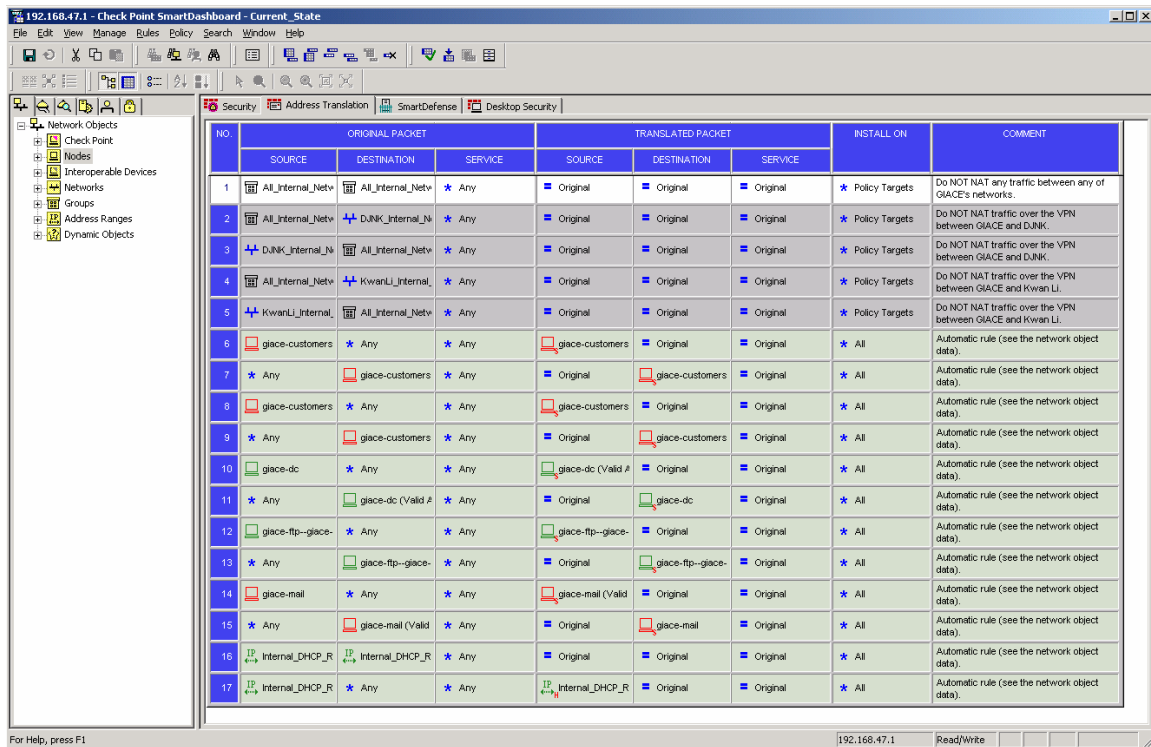 192.168.47.1 - Check Point SmartDashboard - Current_State
File Edit View Manage Rules Policy Search Window Help
Security Address Translation SmartDefense Desktop Security
Network Objects
Check Point
Nodes
Interoperable Devices
Networks
Groups
Address Ranges
Dynamic Objects
NO. ORIGINAL PACKET TRANSLATED PACKET INSTALL ON COMMENT
SOURCE DESTINATION SERVICE SOURCE DESTINATION SERVICE
1 All_Internal_Netw All_Internal_Netw * Any = Original = Original = Original * Policy Targets Do NOT NAT any traffic between any of
GIACE's networks.
2 All_Internal_Netw DJNK_Internal_N * Any = Original = Original = Original * Policy Targets Do NOT NAT traffic over the VPN
between GIACE and DJNK.
3 DJNK_Internal_N All_Internal_Netw * Any = Original = Original = Original * Policy Targets Do NOT NAT traffic over the VPN
between GIACE and DJNK.
4 All_Internal_Netw KwanLi_Internal_ * Any = Original = Original = Original * Policy Targets Do NOT NAT traffic over the VPN
between GIACE and Kwan Li.
5 KwanLi_Internal_ All_Internal_Netw * Any = Original = Original = Original * Policy Targets Do NOT NAT traffic over the VPN
between GIACE and Kwan Li.
6 giace-customers * Any * Any giace-customers = Original = Original * All Automatic rule (see the network object
data).
7 * Any giace-customers * Any = Original giace-customers = Original * All Automatic rule (see the network object
data).
8 giace-customers * Any * Any giace-customers = Original = Original * All Automatic rule (see the network object
data).
9 * Any giace-customers * Any = Original giace-customers = Original * All Automatic rule (see the network object
data).
10 giace-dc * Any * Any giace-dc (Valid A = Original = Original * All Automatic rule (see the network object
data).
11 * Any giace-dc (Valid A * Any = Original giace-dc = Original * All Automatic rule (see the network object
data).
12 giace-ftp--giace- * Any * Any giace-ftp--giace- = Original = Original * All Automatic rule (see the network object
data).
13 * Any giace-ftp--giace- * Any = Original giace-ftp--giace- = Original * All Automatic rule (see the network object
data).
14 giace-mail * Any * Any giace-mail (Valid = Original = Original * All Automatic rule (see the network object
data).
15 * Any giace-mail (Valid * Any = Original giace-mail = Original * All Automatic rule (see the network object
data).
16 Internal_DHCP_R Internal_DHCP_R * Any = Original = Original = Original * All Automatic rule (see the network object
data).
17 Internal_DHCP_R * Any * Any Internal_DHCP_R = Original = Original * All Automatic rule (see the network object
data).
For Help, press F1 192.168.47.1 Read/Write